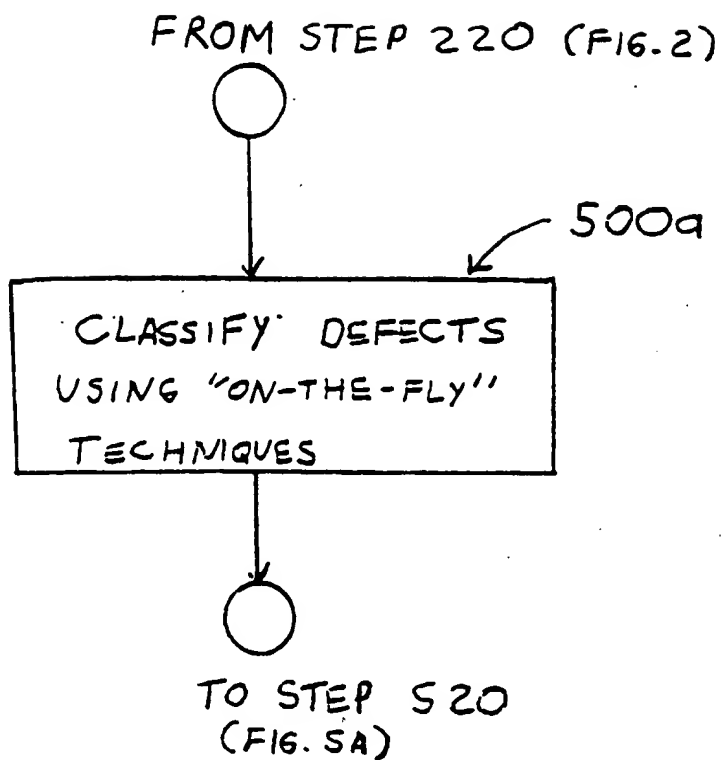 FROM STEP 220 (FIG.2)
500a
CLASSIFY DEFECTS
USING "ON-THE-FLY"
TECHNIQUES
TO STEP 520
(FIG. 5A)